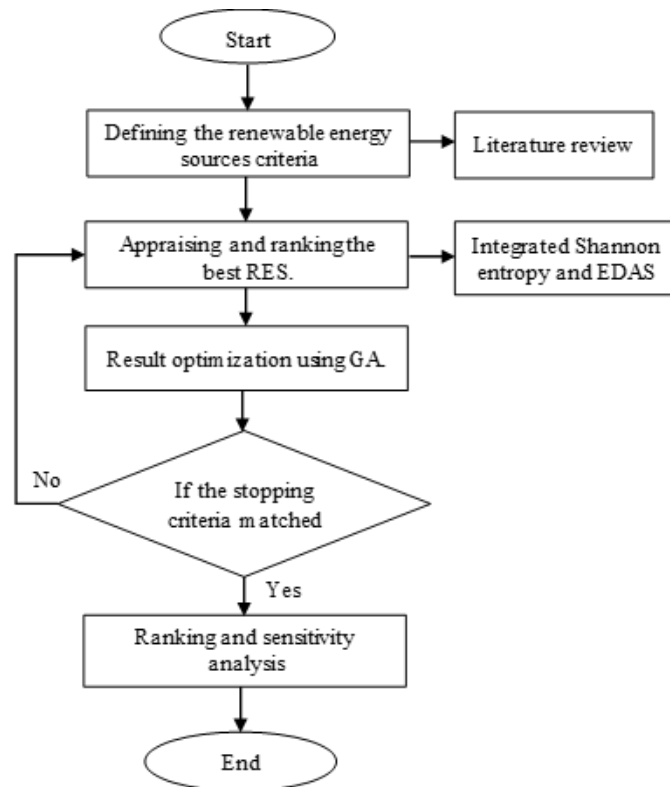 Start
Defining the renewable energy
sources criteria
Literature review
Appraising and ranking the
best RES.
Integrated Shannon
entropy and EDAS
Result optimization using GA.
No
If the stopping
criteria matched
Yes
Ranking and sensitivity
analysis
End